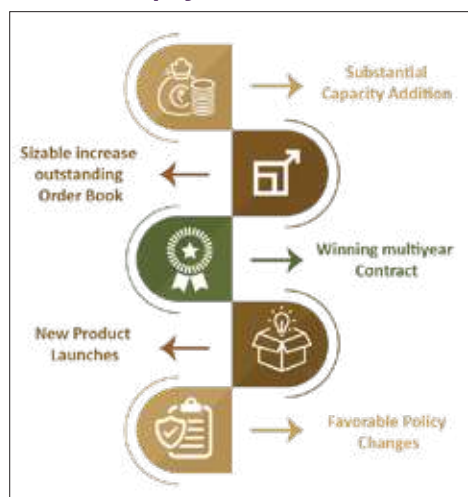 Substantial
Capacity Addition
Sizable increase
outstanding
Order Book
Winning multiyear
Contract
New Product
Launches
Favorable Policy
Changes